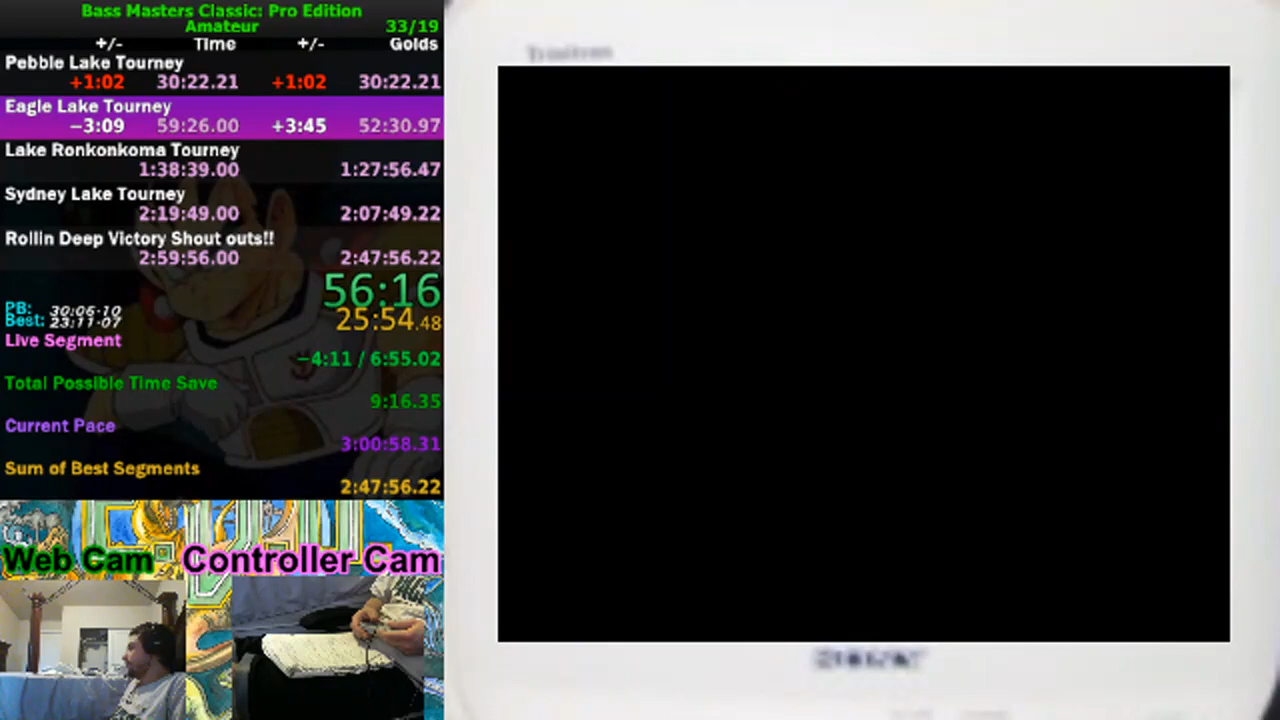 Bass Masters Classic: Pro Edition
Amateur 33/19
+/- Time +/- Golds
Pebble Lake Tourney
+1:02 30:22.21 +1:02 30:22.21
Eagle Lake Tourney
−3:09 59:26.00 +3:45 52:30.97
Lake Ronkonkoma Tourney
1:38:39.00 1:27:56.47
Sydney Lake Tourney
2:19:49.00 2:07:49.22
Rollin Deep Victory Shout outs!!
2:59:56.00 2:47:56.22
56:16
PB: 30:06.10
Best: 23:11.07
25:54.48
Live Segment
−4:11 / 6:55.02
Total Possible Time Save
9:16.35
Current Pace
3:00:58.31
Sum of Best Segments
2:47:56.22
Web Cam Controller Cam
Trinitron